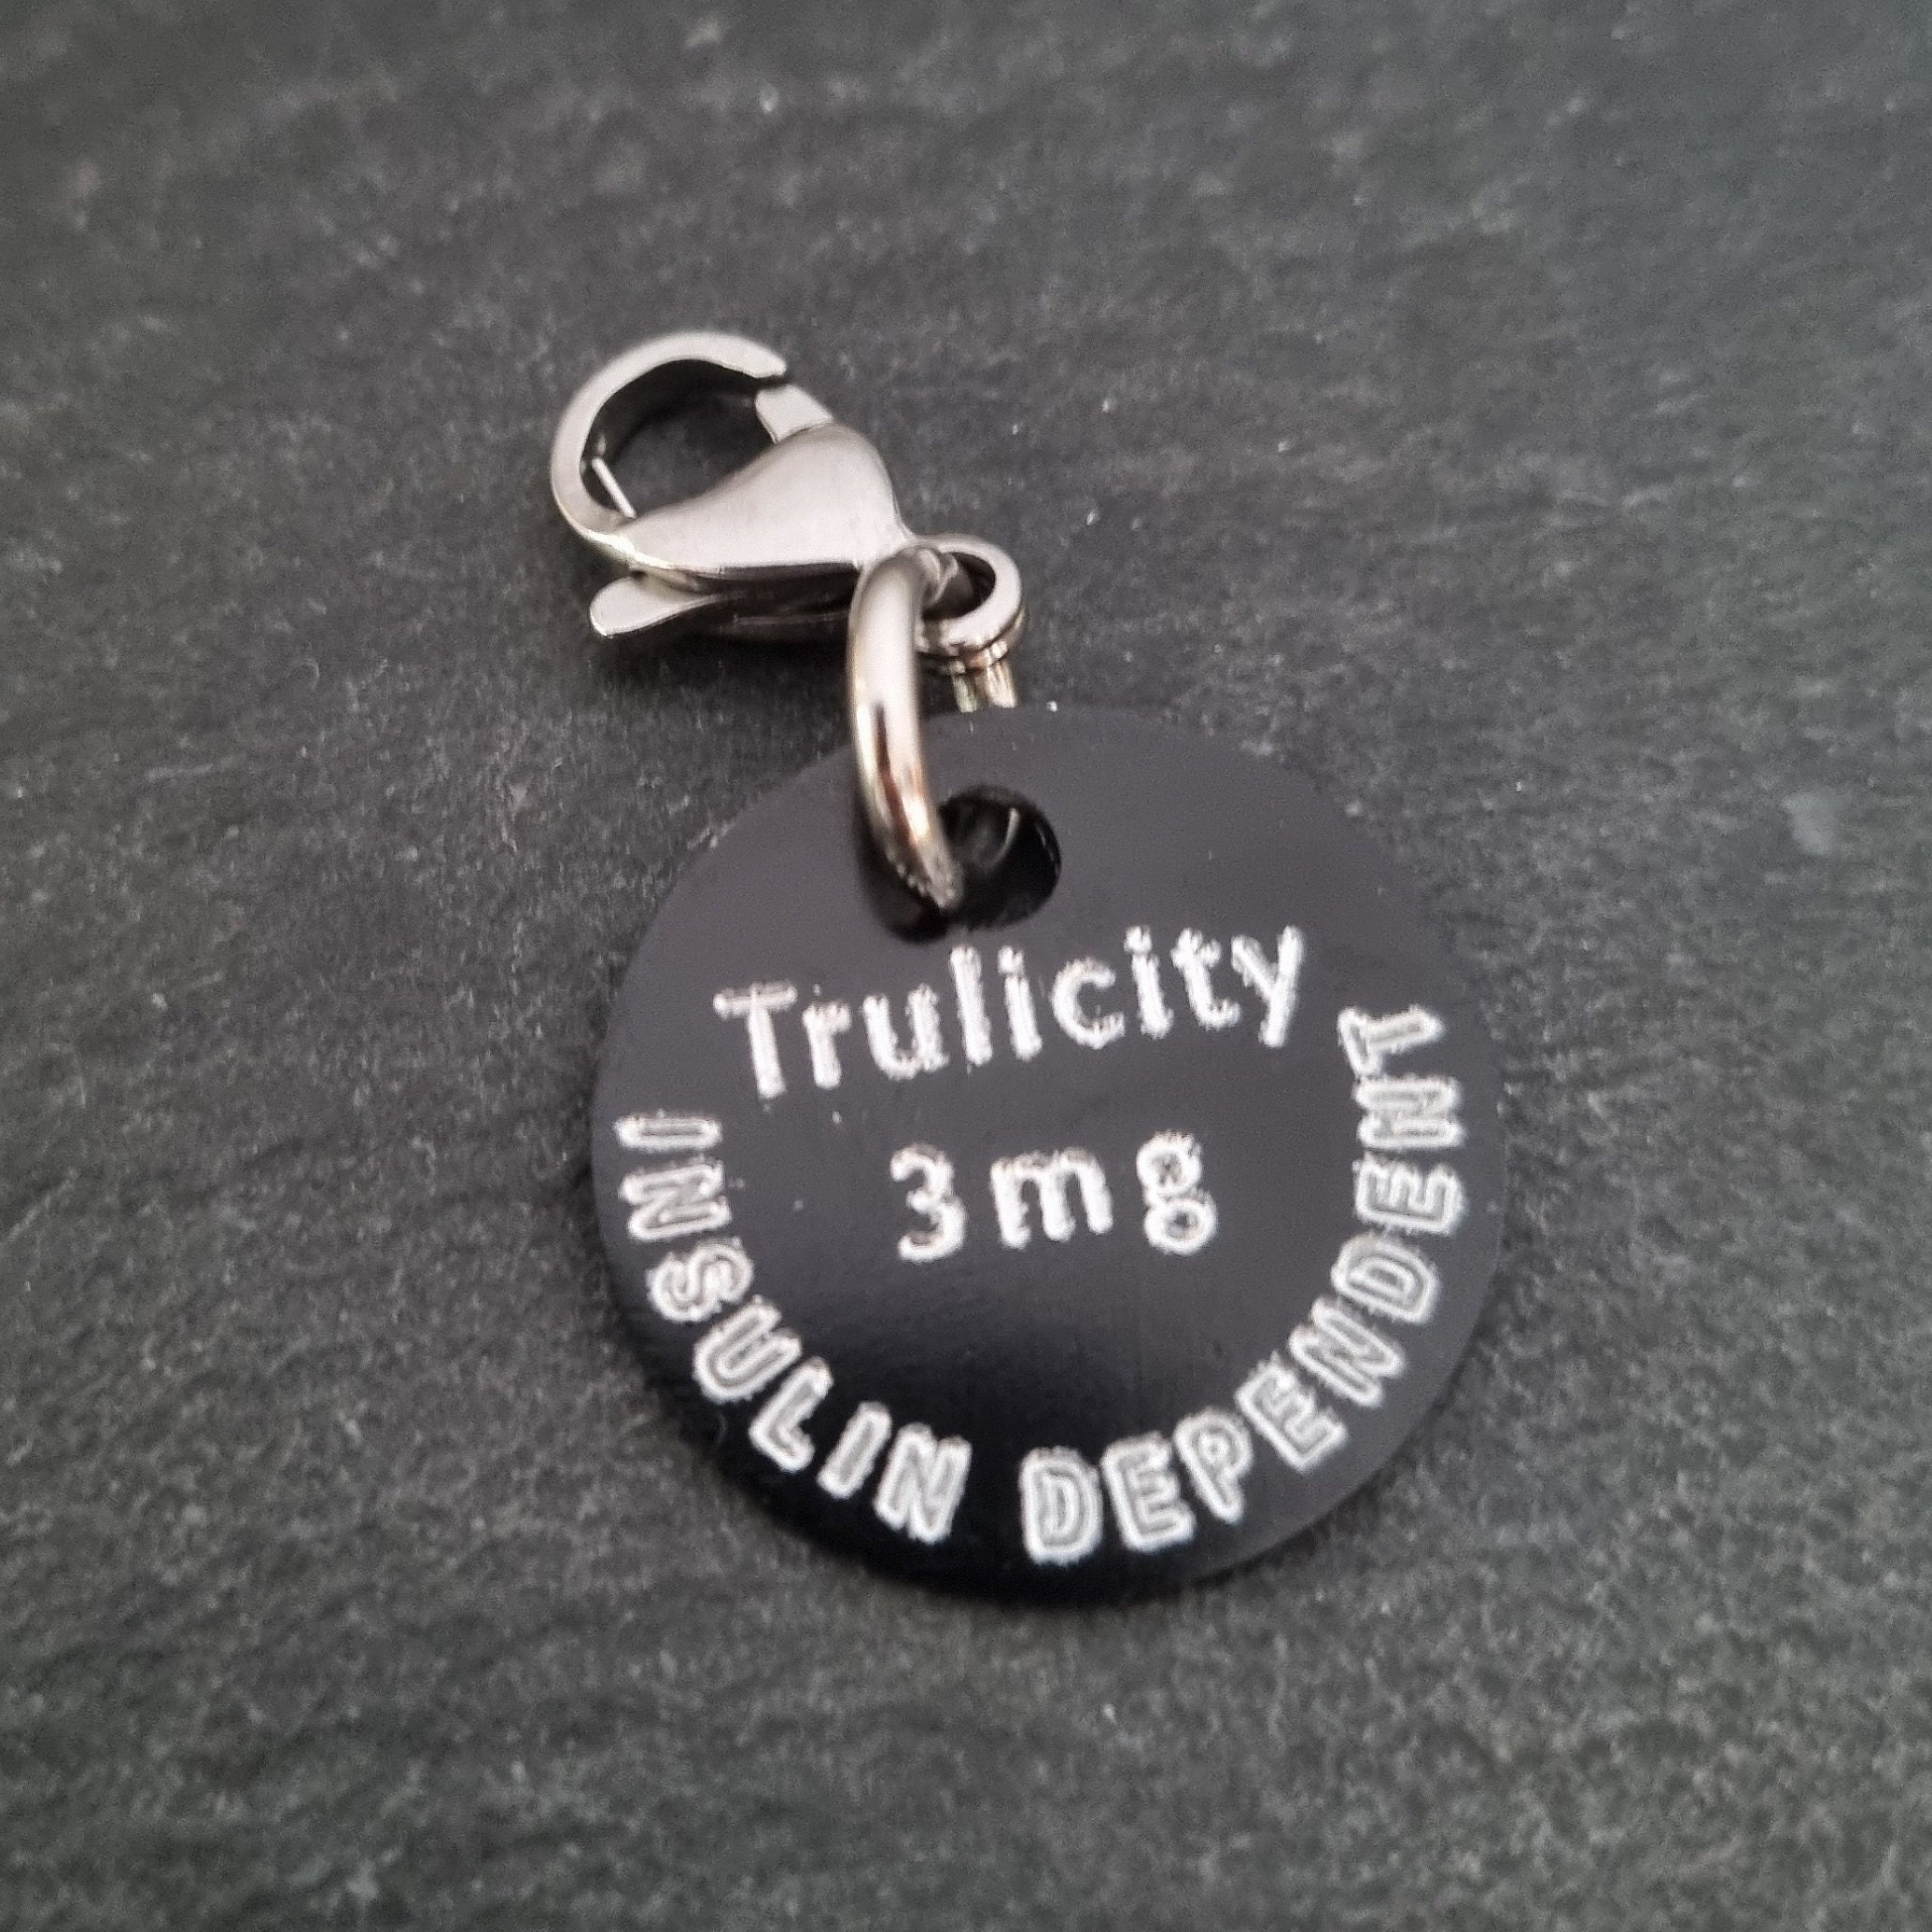 Trulicity
3mg
INSULIN DEPENDENT